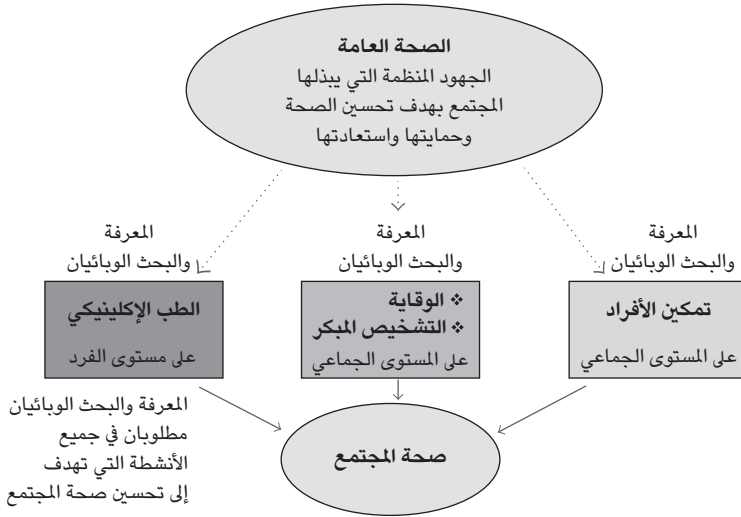 الصحة العامة
الجهود المنظمة التي يبذلها
المجتمع بهدف تحسين الصحة
وحمايتها واستعادتها
المعرفة
والبحث الوبائيان
المعرفة
والبحث الوبائيان
المعرفة
والبحث الوبائيان
تمكين الأفراد
على المستوى الجماعي
❖ الوقاية
❖ التشخيص المبكر
على المستوى الجماعي
الطب الإكلينيكي
على مستوى الفرد
المعرفة والبحث الوبائيان
مطلوبان في جميع
الأنشطة التي تهدف
إلى تحسين صحة المجتمع
صحة المجتمع